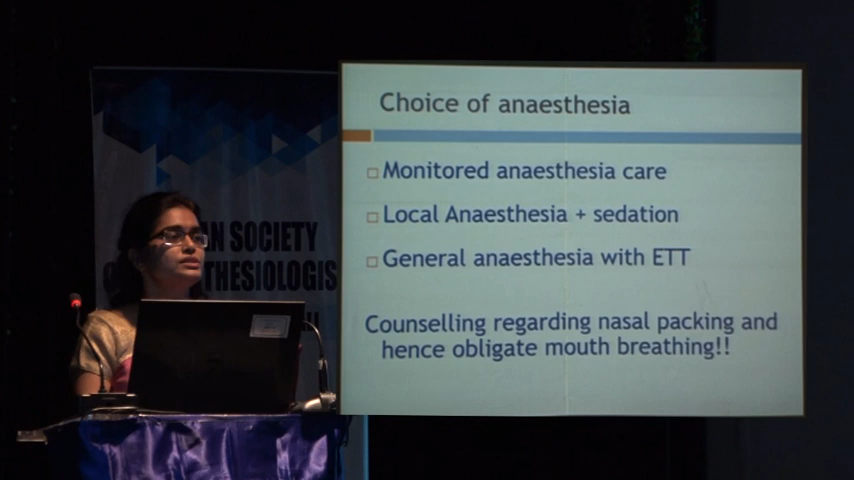 Choice of anaesthesia
Monitored anaesthesia care
Local Anaesthesia + sedation
General anaesthesia with ETT
Counselling regarding nasal packing and
hence obligate mouth breathing!!
SOCIETY